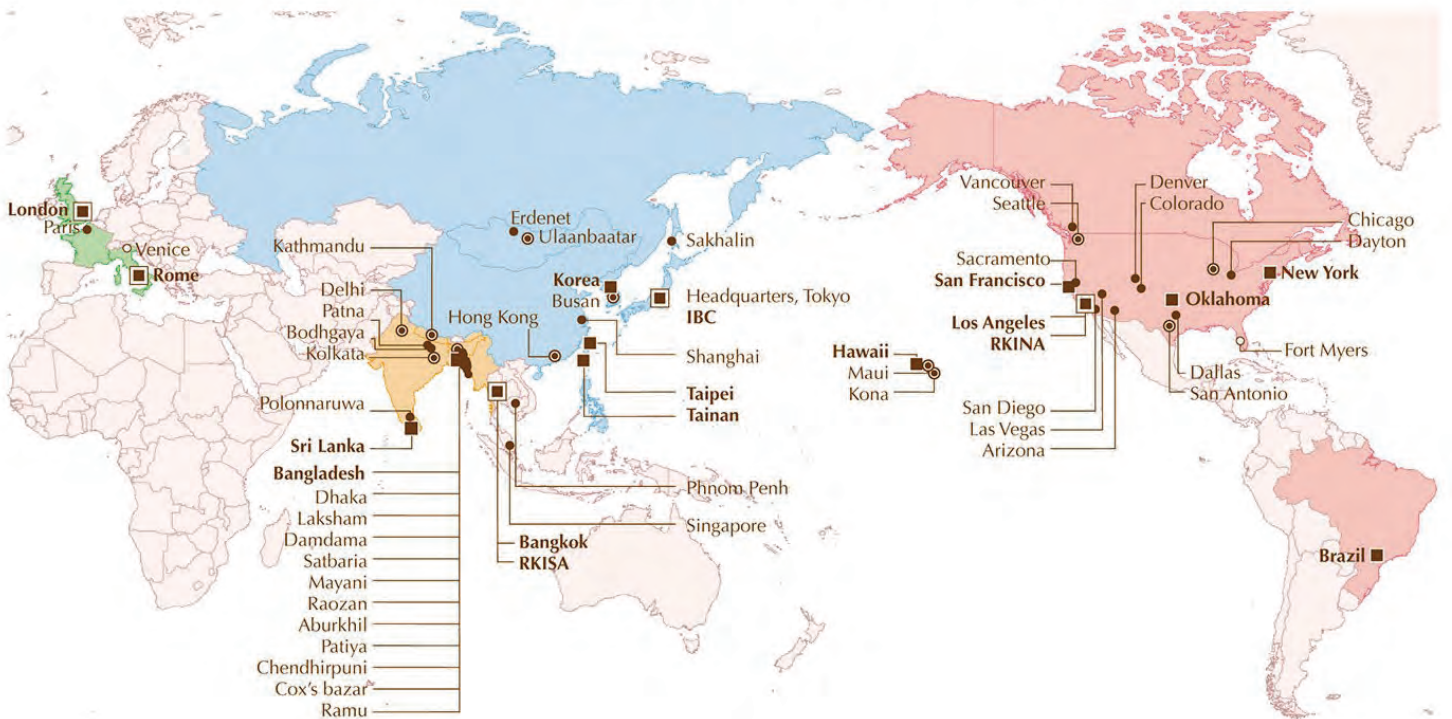 London
Paris
Venice
Rome
Kathmandu
Delhi
Patna
Bodhgaya
Kolkata
Polonnaruwa
Sri Lanka
Bangladesh
Dhaka
Laksham
Damdama
Satbaria
Mayani
Raozan
Aburkhil
Patiya
Chendhirpuni
Cox's bazar
Ramu
Erdenet
Ulaanbaatar
Sakhalin
Korea
Busan
Headquarters, Tokyo
IBC
Hong Kong
Shanghai
Taipei
Tainan
Phnom Penh
Singapore
Bangkok
RKISA
Hawaii
Maui
Kona
Vancouver
Seattle
Denver
Colorado
Chicago
Dayton
Sacramento
San Francisco
New York
Oklahoma
Los Angeles
RKINA
Fort Myers
Dallas
San Antonio
San Diego
Las Vegas
Arizona
Brazil